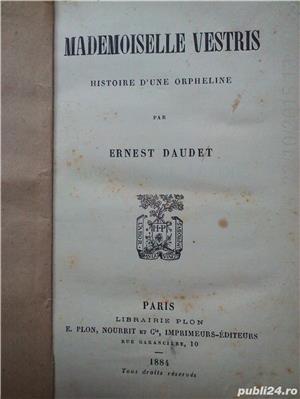 MADEMOISELLE VESTRIS
HISTOIRE D'UNE ORPHELINE
PAR
ERNEST DAUDET
PARIS
LIBRAIRIE PLON
E. PLON, NOURRIT ET Cie, IMPRIMEURS-ÉDITEURS
RUE GARANCIÈRE, 10
1884
Tous droits réservés
publi24.ro